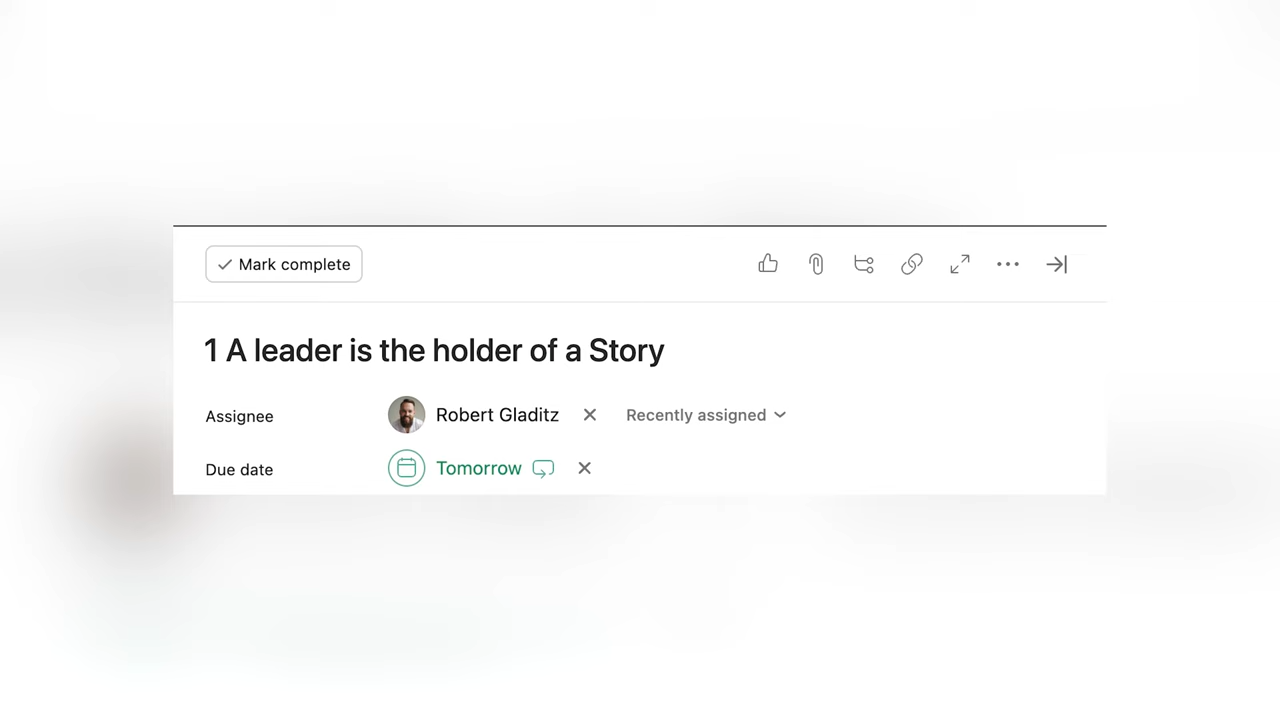 Mark complete
1 A leader is the holder of a Story
Assignee Robert Gladitz Recently assigned
Due date Tomorrow